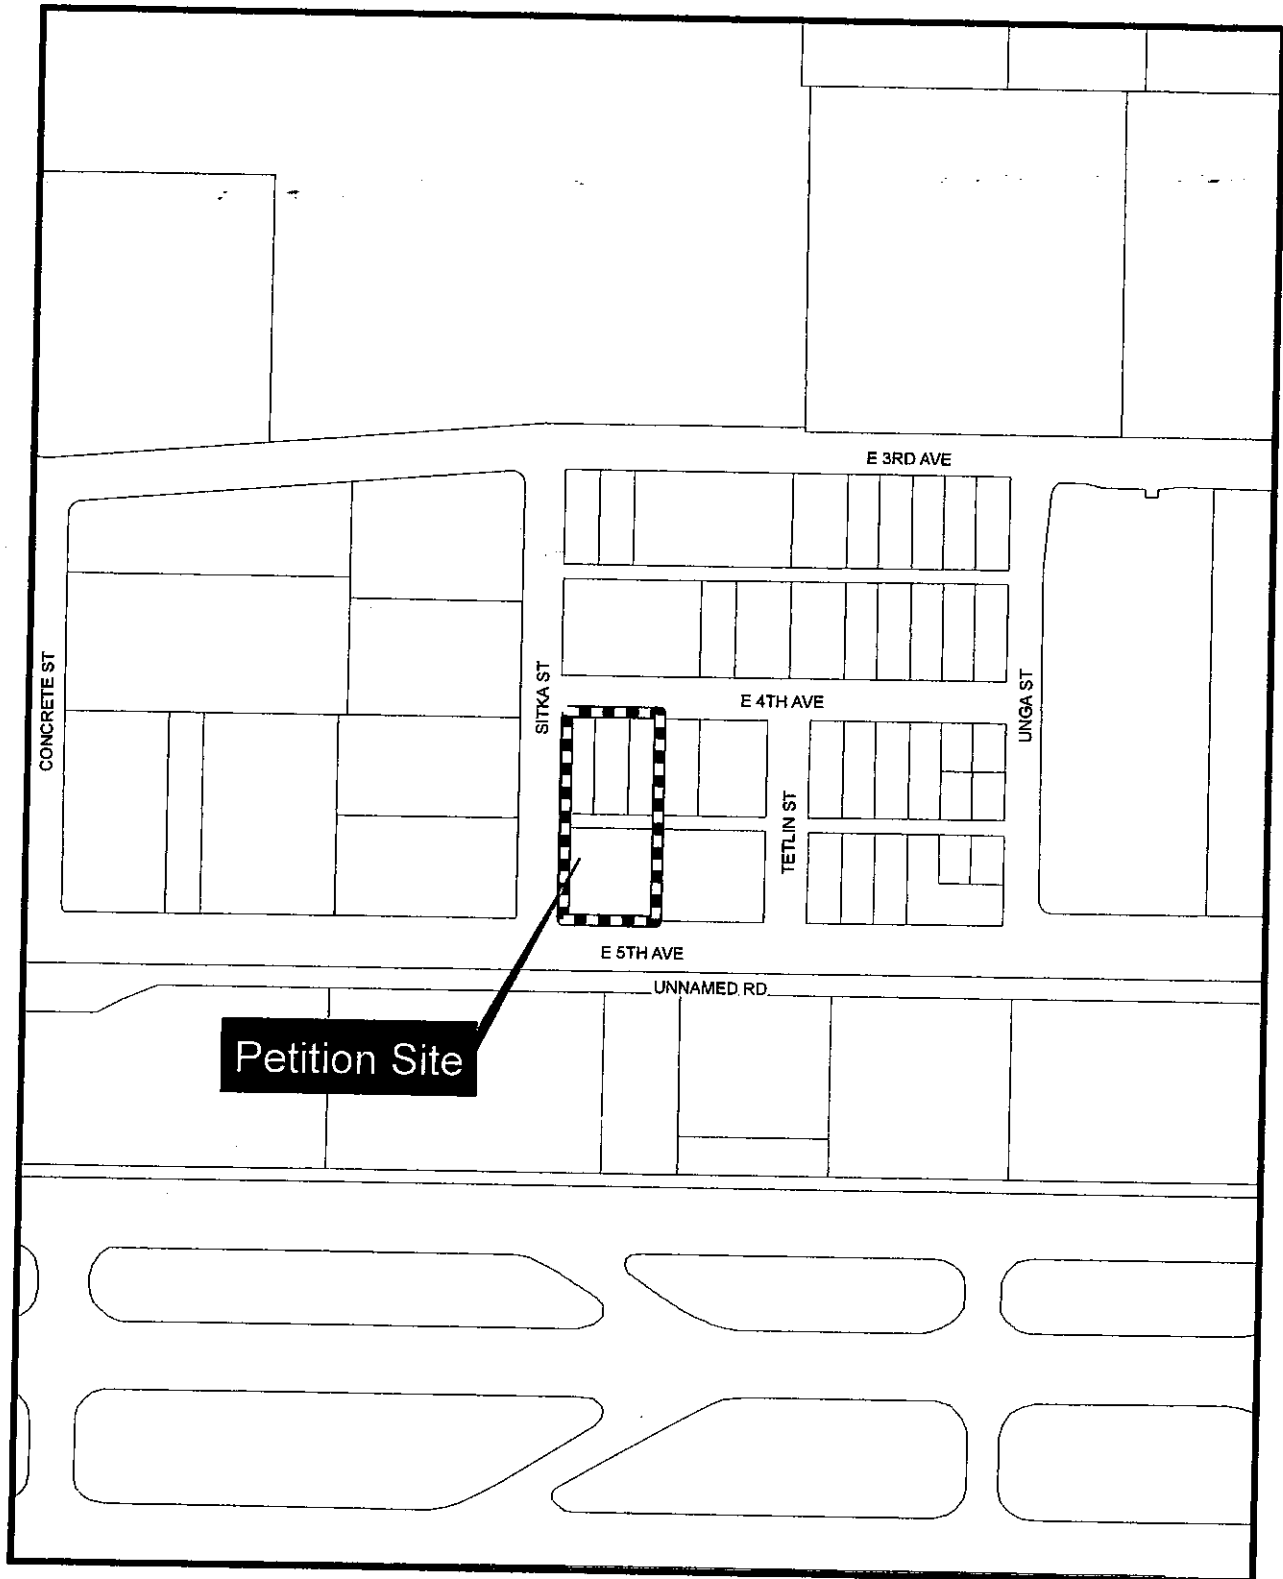 E 3RD AVE
CONCRETE ST
SITKA ST
E 4TH AVE
UNGA ST
TETLIN ST
E 5TH AVE
UNNAMED RD
Petition Site